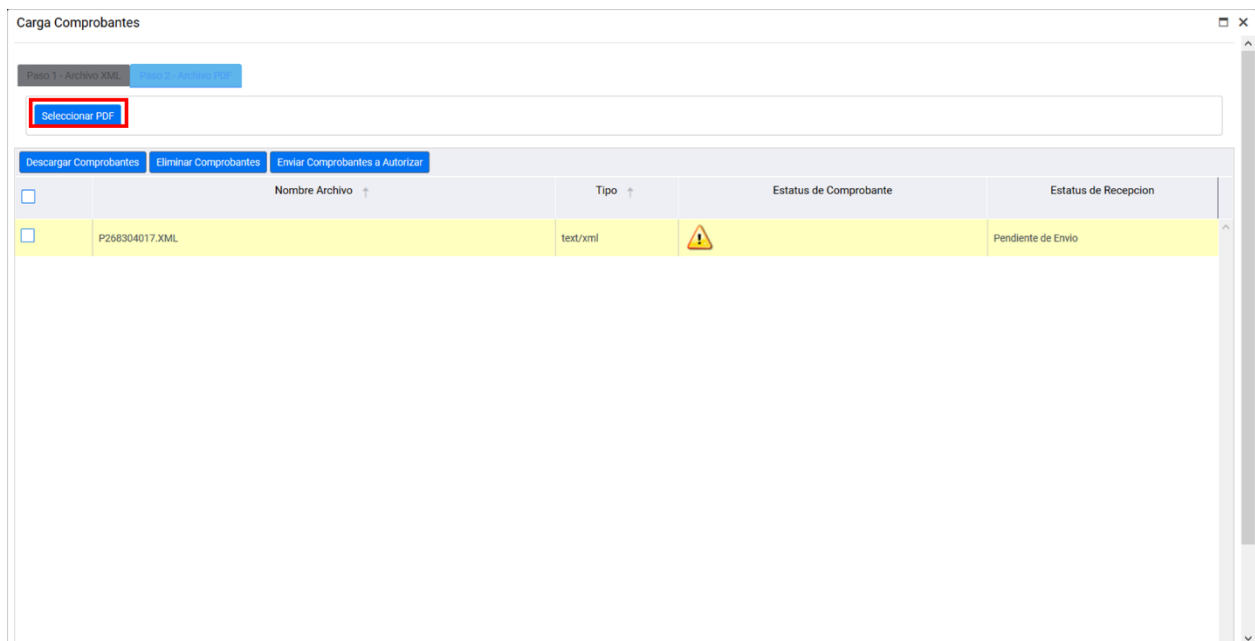 Carga Comprobantes
Paso 1 - Archivo XML Paso 2 - Archivo PDF
Seleccionar PDF
Descargar Comprobantes Eliminar Comprobantes Enviar Comprobantes a Autorizar
Nombre Archivo Tipo Estatus de Comprobante Estatus de Recepcion
P268304017.XML text/xml Pendiente de Envio